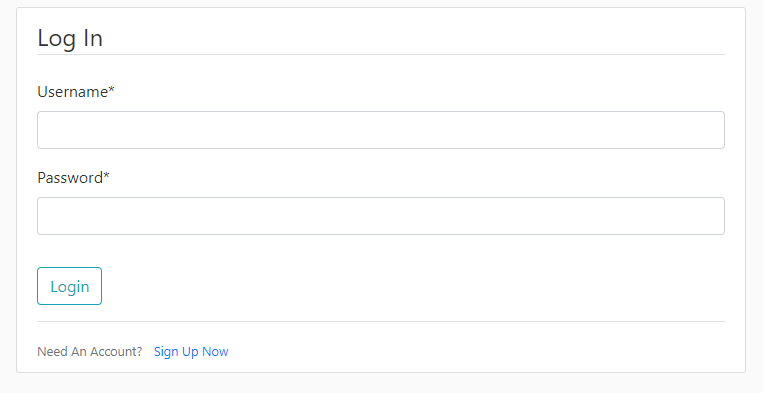 Log In
Username*
Password*
Login
Need An Account? Sign Up Now